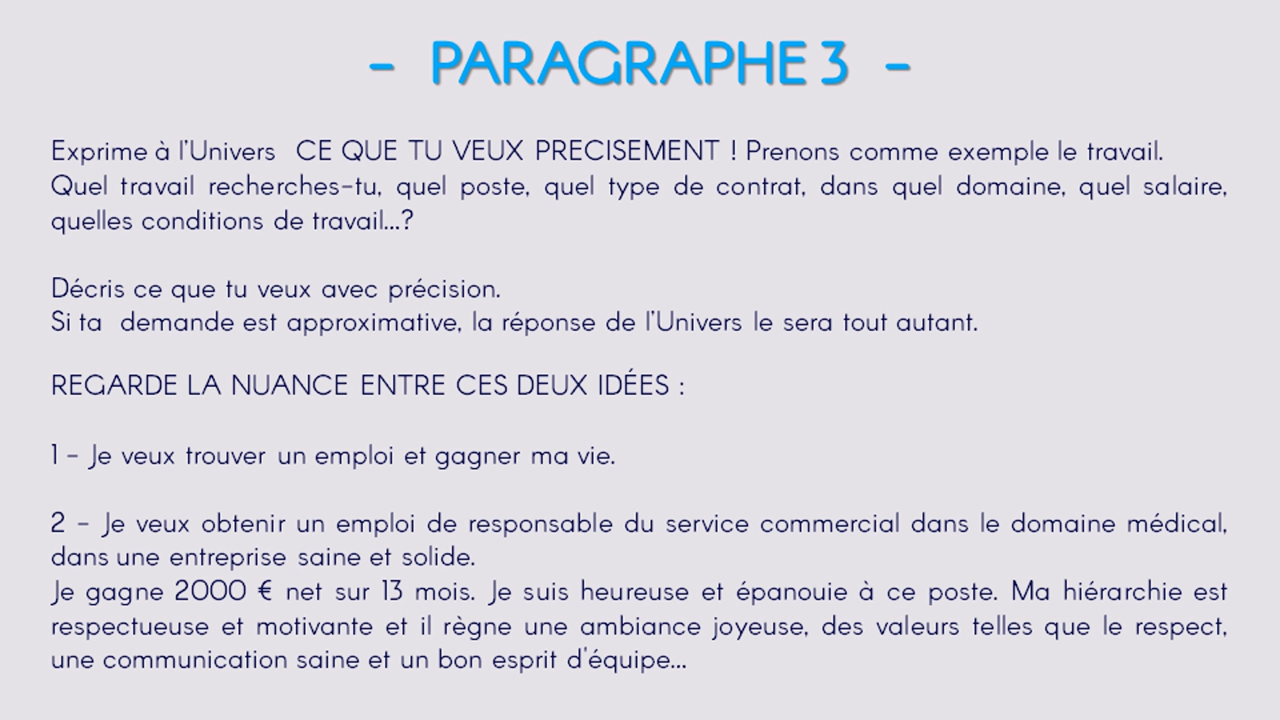 - PARAGRAPHE 3 -
Exprime à l'Univers CE QUE TU VEUX PRECISEMENT ! Prenons comme exemple le travail.
Quel travail recherches-tu, quel poste, quel type de contrat, dans quel domaine, quel salaire,
quelles conditions de travail...?
Décris ce que tu veux avec précision.
Si ta demande est approximative, la réponse de l'Univers le sera tout autant.
REGARDE LA NUANCE ENTRE CES DEUX IDÉES :
1 - Je veux trouver un emploi et gagner ma vie.
2 - Je veux obtenir un emploi de responsable du service commercial dans le domaine médical,
dans une entreprise saine et solide.
Je gagne 2000 € net sur 13 mois. Je suis heureuse et épanouie à ce poste. Ma hiérarchie est
respectueuse et motivante et il règne une ambiance joyeuse, des valeurs telles que le respect,
une communication saine et un bon esprit d'équipe...